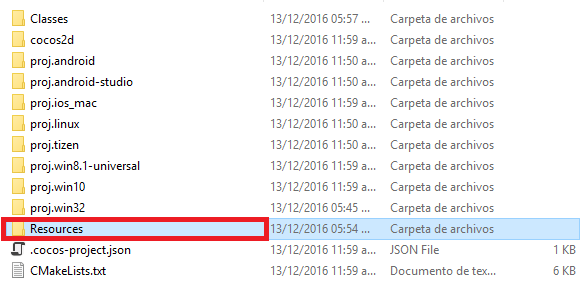 Classes 13/12/2016 05:57 ... Carpeta de archivos
cocos2d 13/12/2016 11:59 a... Carpeta de archivos
proj.android 13/12/2016 11:50 a... Carpeta de archivos
proj.android-studio 13/12/2016 11:50 a... Carpeta de archivos
proj.ios_mac 13/12/2016 11:59 a... Carpeta de archivos
proj.linux 13/12/2016 11:50 a... Carpeta de archivos
proj.tizen 13/12/2016 11:50 a... Carpeta de archivos
proj.win8.1-universal 13/12/2016 11:59 a... Carpeta de archivos
proj.win10 13/12/2016 11:59 a... Carpeta de archivos
proj.win32 13/12/2016 05:45 ... Carpeta de archivos
Resources 13/12/2016 05:54 ... Carpeta de archivos
.cocos-project.json 13/12/2016 11:59 a... JSON File 1 KB
CMakeLists.txt 13/12/2016 11:59 a... Documento de tex... 8 KB